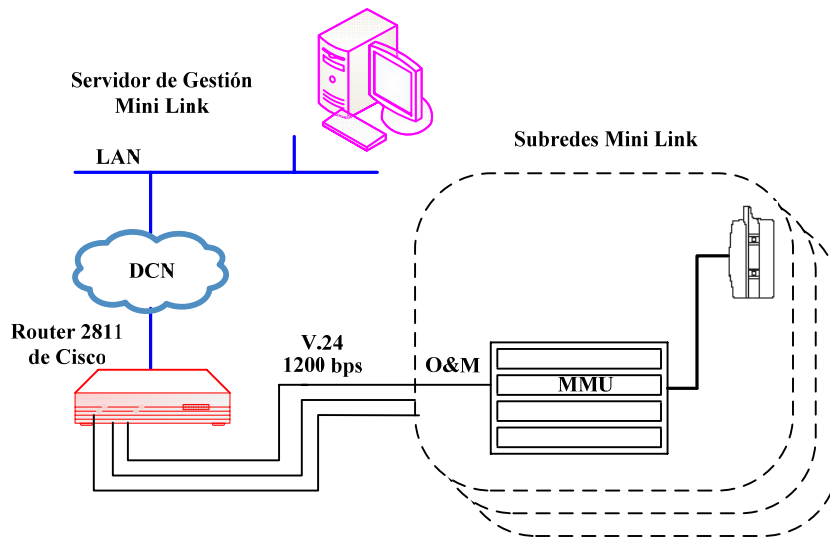 Servidor de Gestión
Mini Link
Subredes Mini Link
LAN
DCN
Router 2811
de Cisco
V.24
1200 bps
O&M
MMU